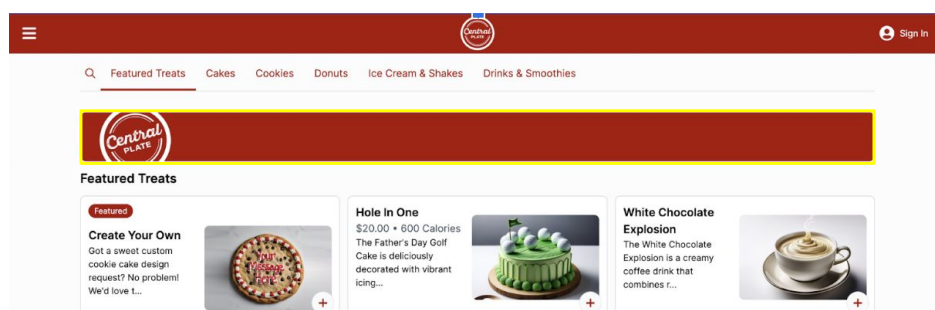 Central
PLATE
Sign In
Featured Treats Cakes Cookies Donuts Ice Cream & Shakes Drinks & Smoothies
Central
PLATE
Featured Treats
Featured
Create Your Own
Got a sweet custom
cookie cake design
request? No problem!
We'd love t...
Your
Message
Here!
Hole In One
$20.00 • 600 Calories
The Father's Day Golf
Cake is deliciously
decorated with vibrant
icing...
White Chocolate
Explosion
The White Chocolate
Explosion is a creamy
coffee drink that
combines r...